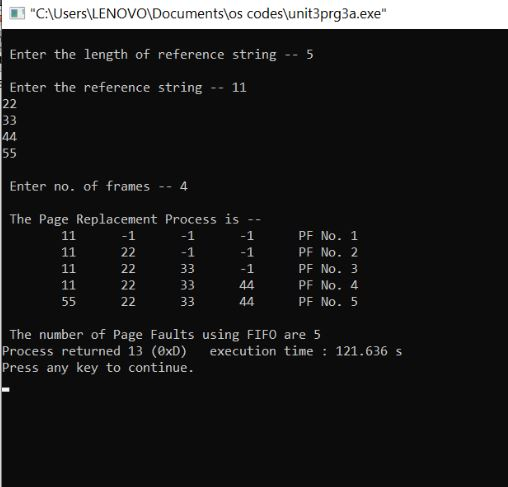 "C:\Users\LENOVO\Documents\os codes\unit3prg3a.exe"
Enter the length of reference string -- 5
Enter the reference string -- 11
22
33
44
55
Enter no. of frames -- 4
The Page Replacement Process is --
11 -1 -1 -1 PF No. 1
11 22 -1 -1 PF No. 2
11 22 33 -1 PF No. 3
11 22 33 44 PF No. 4
55 22 33 44 PF No. 5
The number of Page Faults using FIFO are 5
Process returned 13 (0xD) execution time : 121.636 s
Press any key to continue.